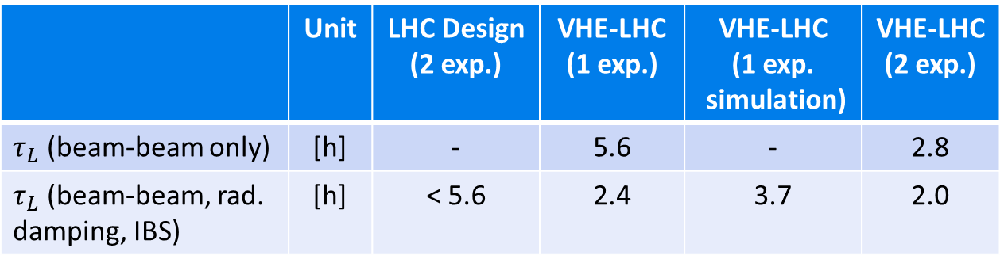 Unit LHC Design VHE-LHC VHE-LHC VHE-LHC
(2 exp.) (1 exp.) (1 exp. (2 exp.)
simulation)
τ_L (beam-beam only) [h] - 5.6 - 2.8
τ_L (beam-beam, rad. [h] < 5.6 2.4 3.7 2.0
damping, IBS)